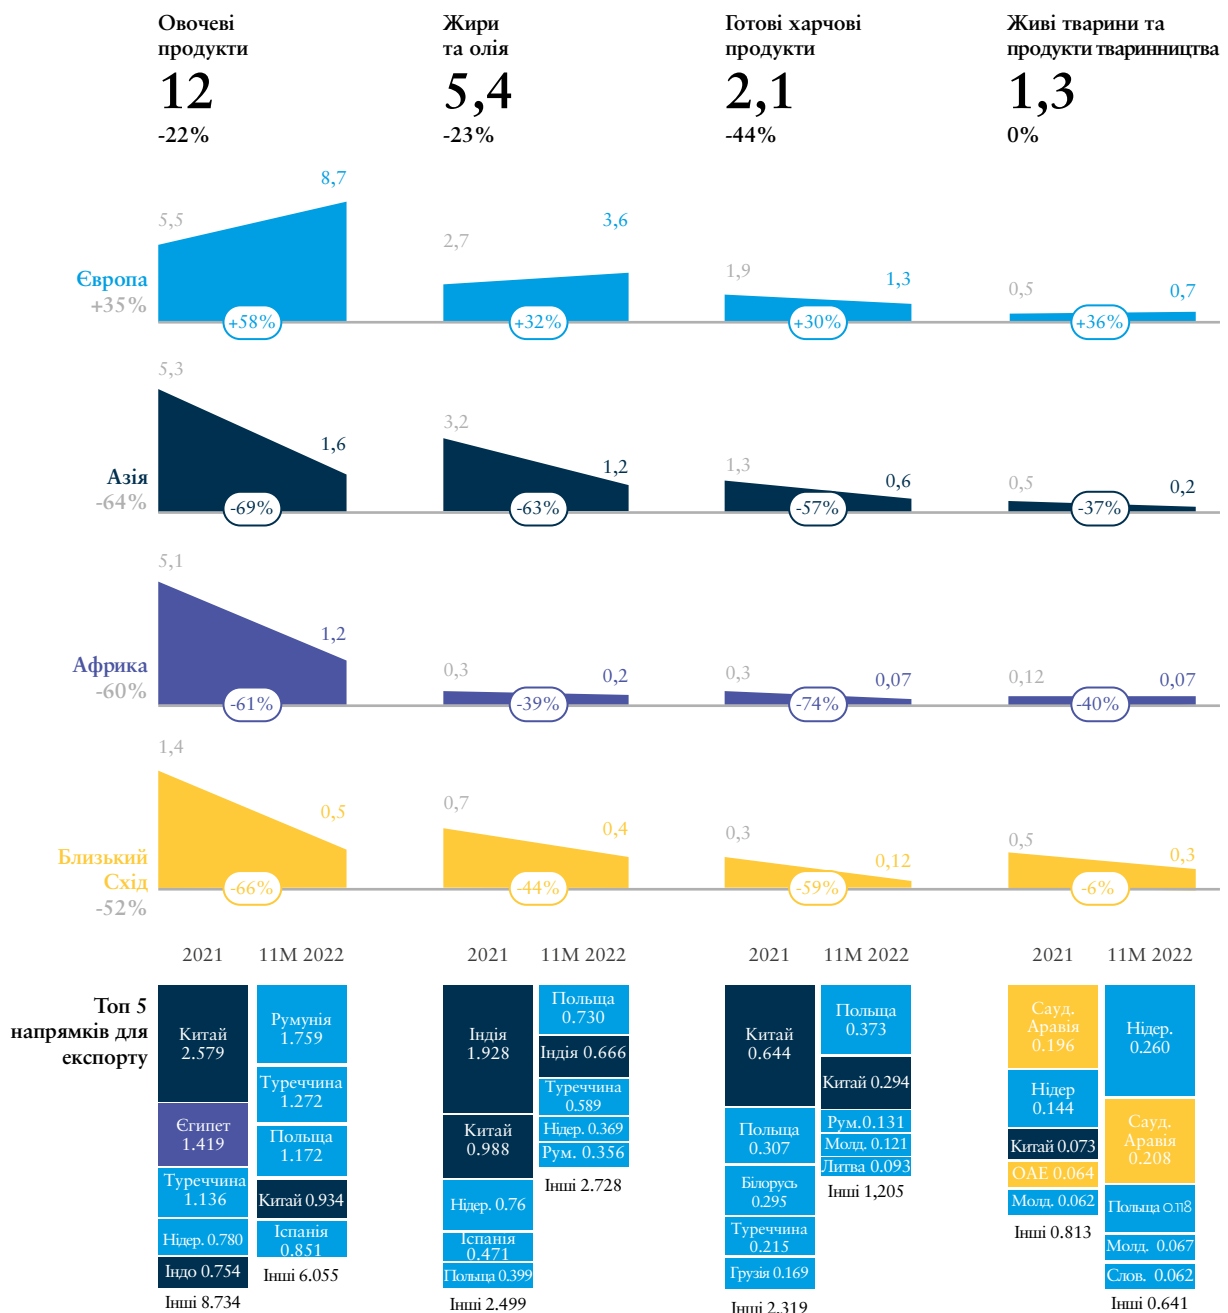 Овочеві
продукти
12
-22%
Жири
та олія
5,4
-23%
Готові харчові
продукти
2,1
-44%
Живі тварини та
продукти тваринництва
1,3
0%
Європа
+35%
5,5
8,7
+58%
2,7
3,6
+32%
1,9
1,3
+30%
0,5
0,7
+36%
Азія
-64%
5,3
1,6
-69%
3,2
1,2
-63%
1,3
0,6
-57%
0,5
0,2
-37%
Африка
-60%
5,1
1,2
-61%
0,3
0,2
-39%
0,3
0,07
-74%
0,12
0,07
-40%
Близький
Схід
-52%
1,4
0,5
-66%
0,7
0,4
-44%
0,3
0,12
-59%
0,5
0,3
-6%
2021
11М 2022
2021
11М 2022
2021
11М 2022
2021
11М 2022
Топ 5
напрямків для
експорту
Китай
2.579
Єгипет
1.419
Туреччина
1.136
Нідер. 0.780
Індо 0.754
Інші 8.734
Румунія
1.759
Туреччина
1.272
Польща
1.172
Китай 0.934
Іспанія
0.851
Інші 6.055
Індія
1.928
Китай
0.988
Нідер. 0.76
Іспанія
0.471
Польща 0.399
Інші 2.499
Польща
0.730
Індія 0.666
Туреччина
0.589
Нідер. 0.369
Рум. 0.356
Інші 2.728
Китай
0.644
Польща
0.307
Білорусь
0.295
Туреччина
0.215
Грузія 0.169
Інші 2.319
Польща
0.373
Китай 0.294
Рум.0.131
Молд. 0.121
Литва 0.093
Інші 1,205
Сауд.
Аравія
0.196
Нідер
0.144
Китай 0.073
ОАЕ 0.064
Молд. 0.062
Інші 0.813
Нідер.
0.260
Сауд.
Аравія
0.208
Польща 0.118
Молд. 0.067
Слов. 0.062
Інші 0.641